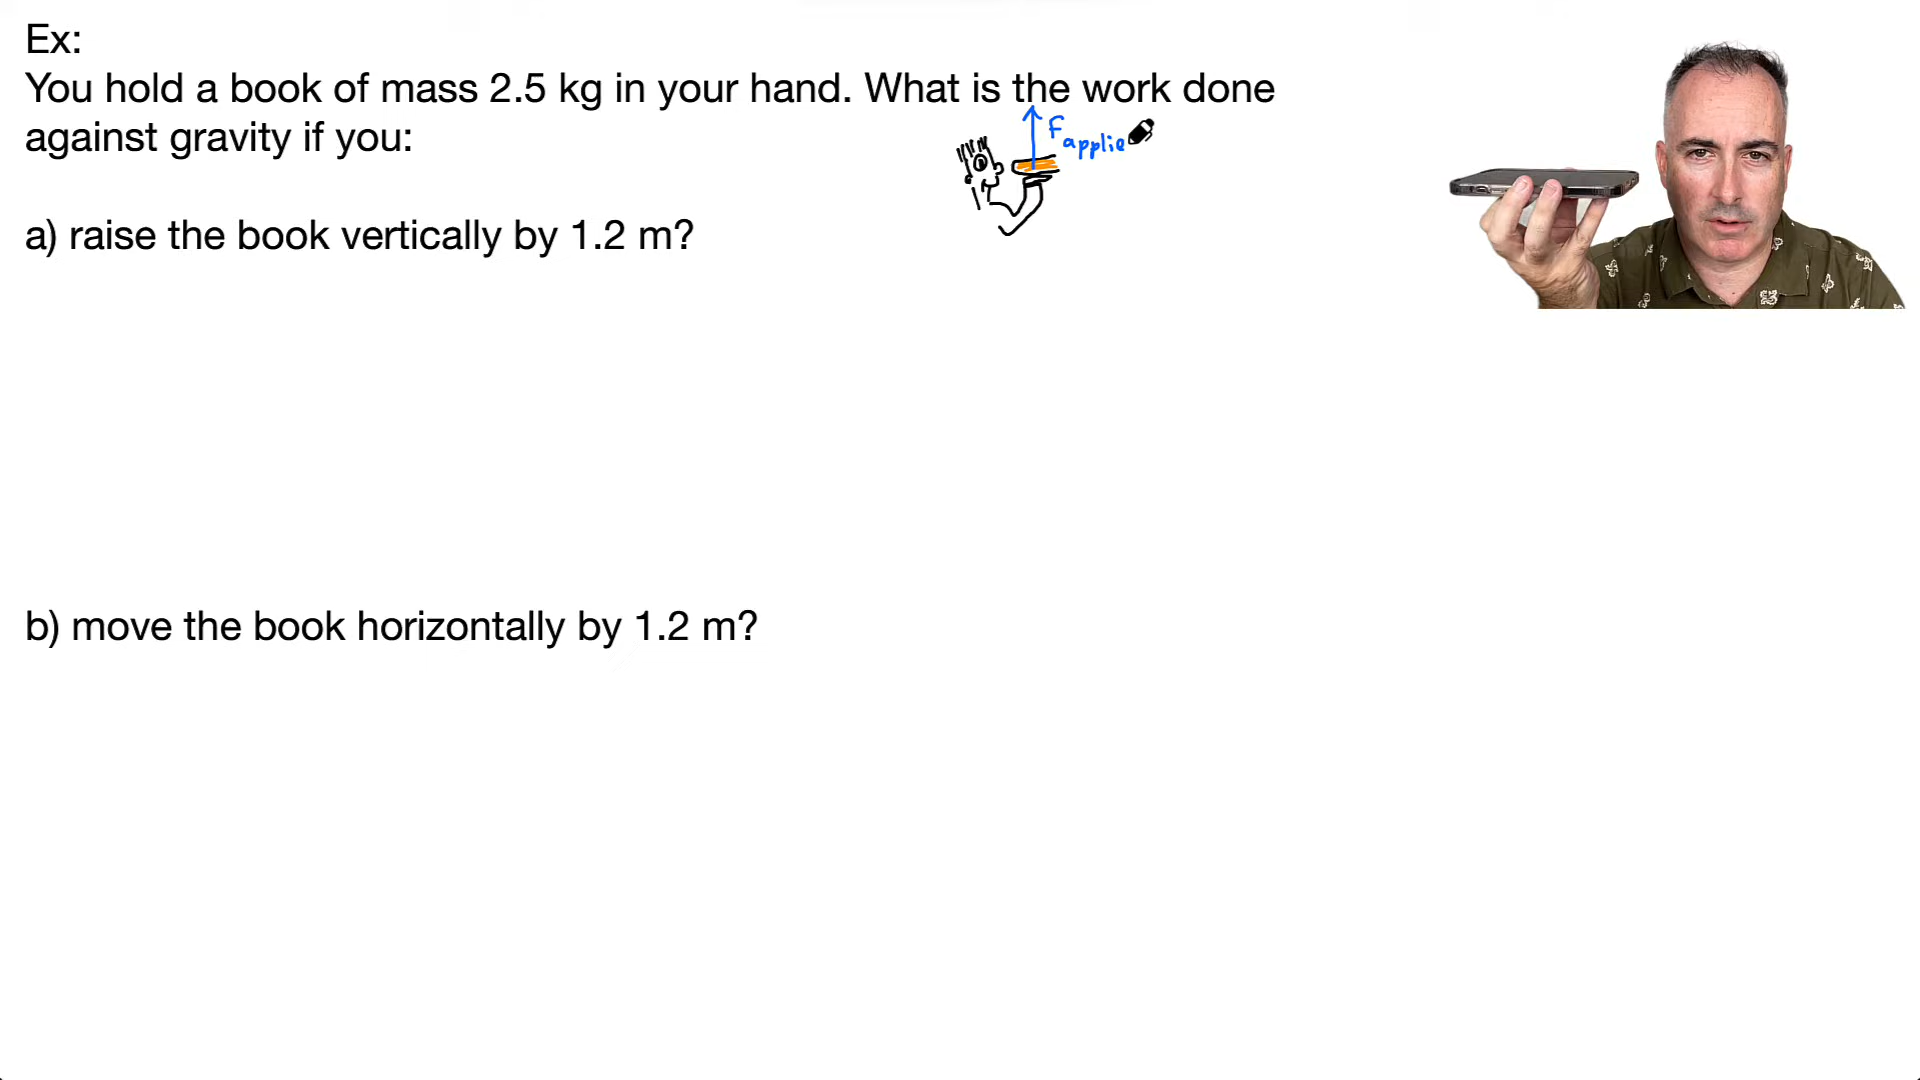 Ex:
You hold a book of mass 2.5 kg in your hand. What is the work done
against gravity if you:
F applie
a) raise the book vertically by 1.2 m?
b) move the book horizontally by 1.2 m?